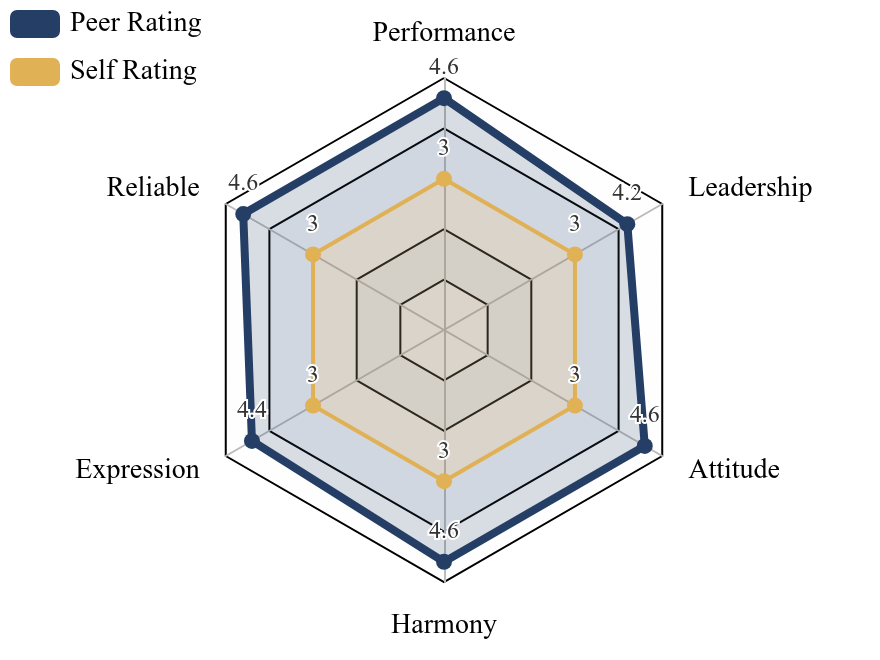 Peer Rating
Self Rating
Performance
4.6
3
Reliable
4.6
4.2
Leadership
3
3
3
3
4.4
4.6
Expression
3
Attitude
4.6
Harmony